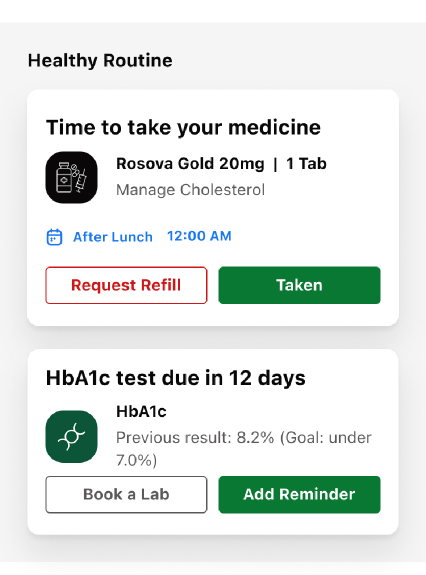 Healthy Routine
Time to take your medicine
Rosova Gold 20mg | 1 Tab
Manage Cholesterol
After Lunch 12:00 AM
Request Refill Taken
HbA1c test due in 12 days
HbA1c
Previous result: 8.2% (Goal: under
7.0%)
Book a Lab Add Reminder